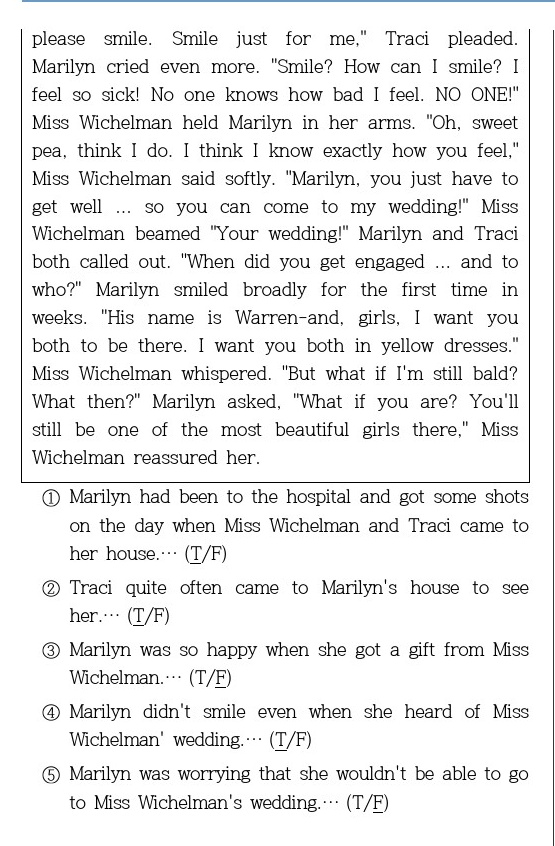 please smile. Smile just for me," Traci pleaded.
Marilyn cried even more. "Smile? How can I smile? I
feel so sick! No one knows how bad I feel. NO ONE!"
Miss Wichelman held Marilyn in her arms. "Oh, sweet
pea, think I do. I think I know exactly how you feel,"
Miss Wichelman said softly. "Marilyn, you just have to
get well ... so you can come to my wedding!" Miss
Wichelman beamed "Your wedding!" Marilyn and Traci
both called out. "When did you get engaged ... and to
who?" Marilyn smiled broadly for the first time in
weeks. "His name is Warren-and, girls, I want you
both to be there. I want you both in yellow dresses."
Miss Wichelman whispered. "But what if I'm still bald?
What then?" Marilyn asked, "What if you are? You'll
still be one of the most beautiful girls there," Miss
Wichelman reassured her.
① Marilyn had been to the hospital and got some shots
on the day when Miss Wichelman and Traci came to
her house.… (T/F)
② Traci quite often came to Marilyn's house to see
her.… (T/F)
③ Marilyn was so happy when she got a gift from Miss
Wichelman.… (T/F)
④ Marilyn didn't smile even when she heard of Miss
Wichelman' wedding.… (T/F)
⑤ Marilyn was worrying that she wouldn't be able to go
to Miss Wichelman's wedding.… (T/F)